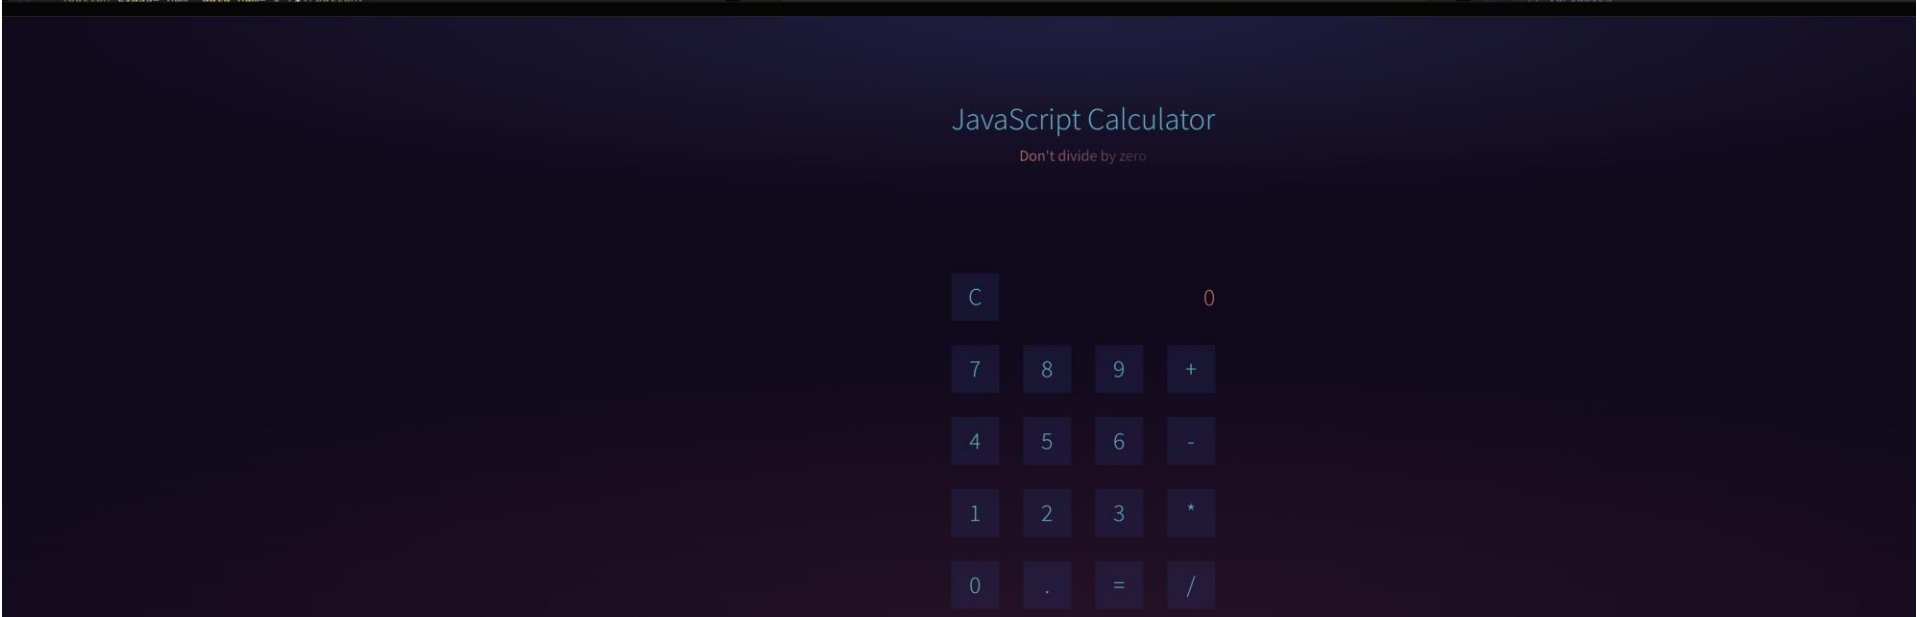 JavaScript Calculator
Don't divide by zero
C 0
7 8 9 +
4 5 6 -
1 2 3 *
0 . = /